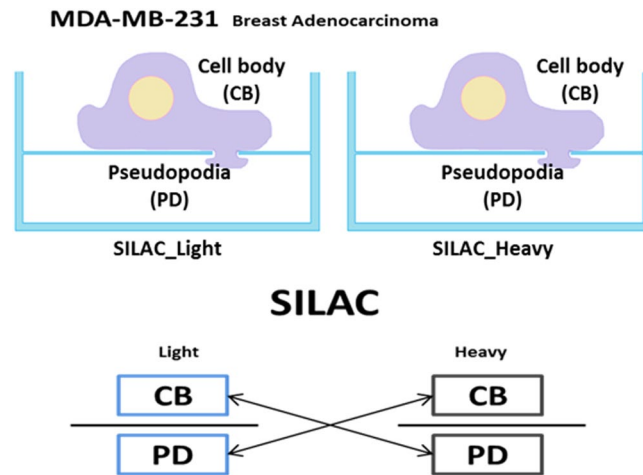 MDA-MB-231 Breast Adenocarcinoma
Cell body
(CB)
Pseudopodia
(PD)
SILAC_Light
Cell body
(CB)
Pseudopodia
(PD)
SILAC_Heavy
SILAC
Light
Heavy
CB
CB
PD
PD